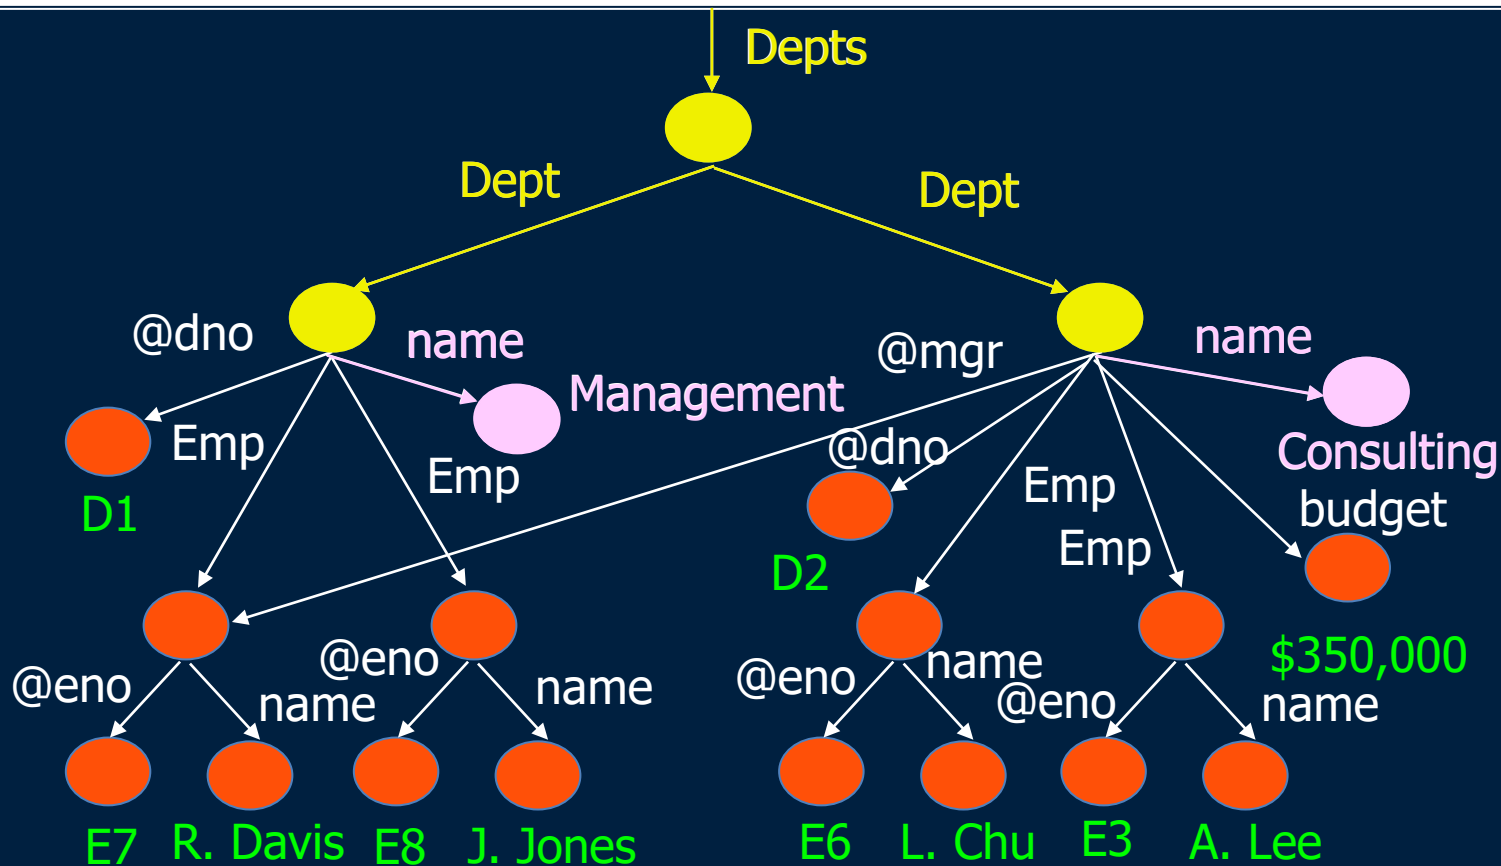 Depts
Dept
Dept
@dno
name
@mgr
name
Management
Emp
Emp
@dno
Consulting
D1
Emp
budget
Emp
D2
@eno
name
@eno
name
@eno
name
@eno
name
$350,000
E7
R. Davis
E8
J. Jones
E6
L. Chu
E3
A. Lee